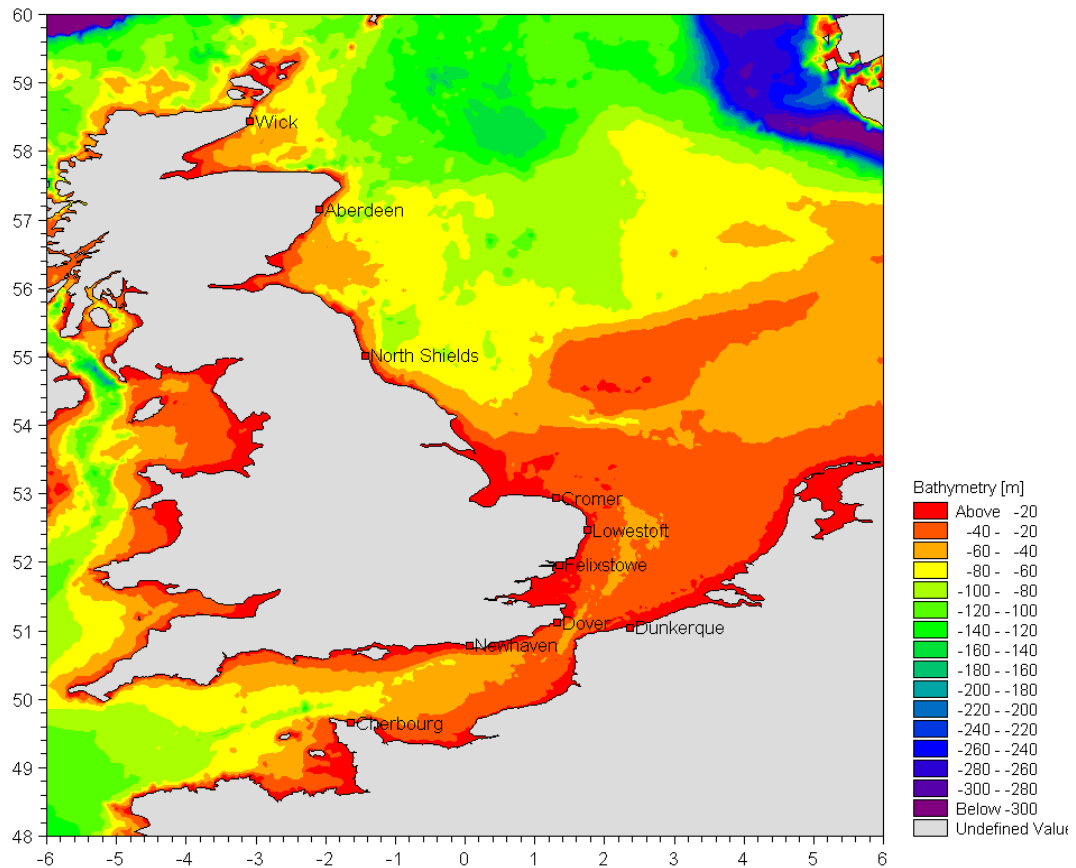 60
59
58
57
56
55
54
53
52
51
50
49
48
-6 -5 -4 -3 -2 -1 0 1 2 3 4 5 6
Wick
Aberdeen
North Shields
Cromer
Lowestoft
Felixstowe
Dover
Dunkerque
Newhaven
Cherbourg
Bathymetry [m]
Above -20
-40 - -20
-60 - -40
-80 - -60
-100 - -80
-120 - -100
-140 - -120
-160 - -140
-180 - -160
-200 - -180
-220 - -200
-240 - -220
-260 - -240
-280 - -260
-300 - -280
Below -300
Undefined Value